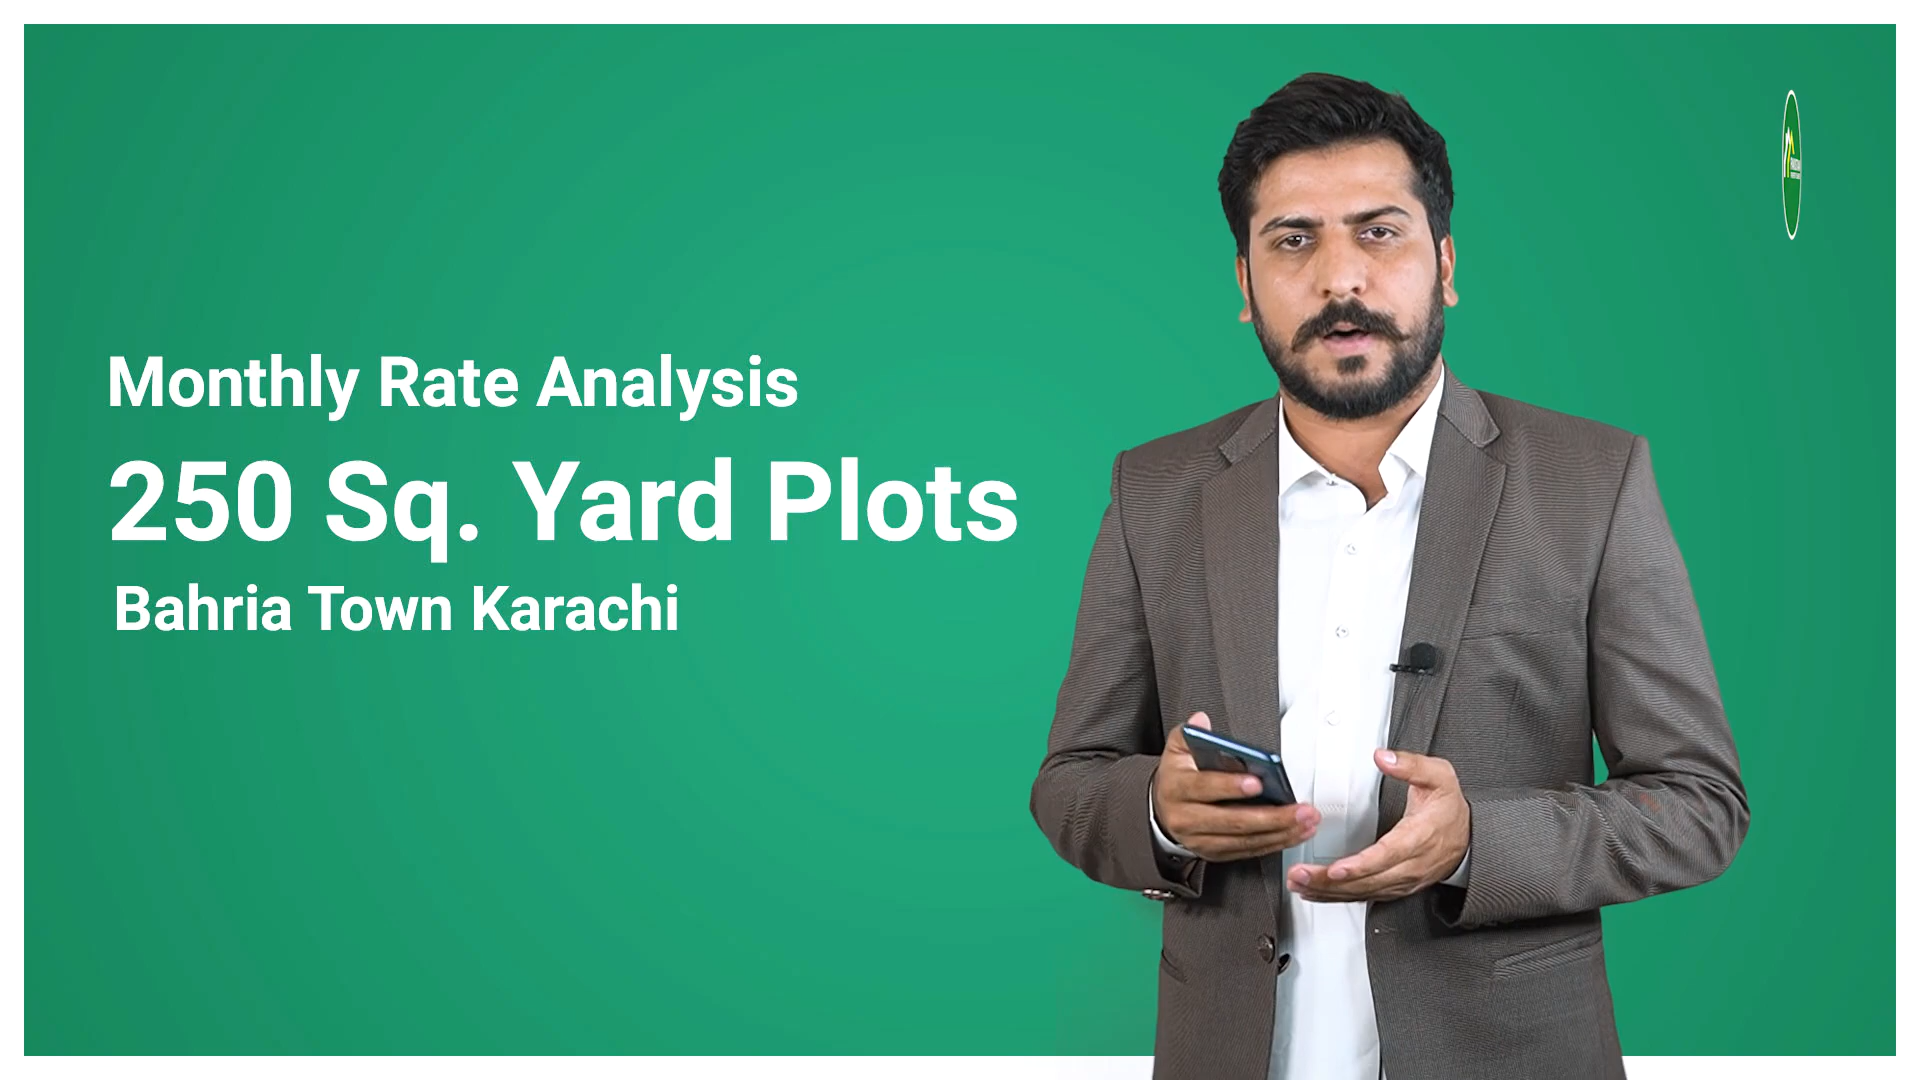 Monthly Rate Analysis
250 Sq. Yard Plots
Bahria Town Karachi